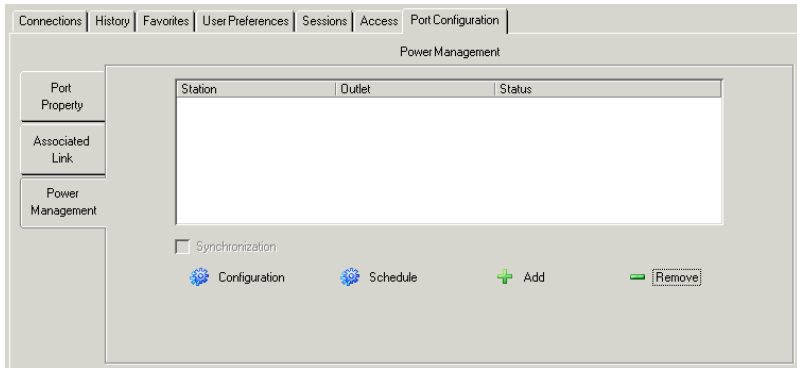 Connections History Favorites User Preferences Sessions Access Port Configuration
Power Management
Port
Property
Associated
Link
Power
Management
Station Outlet Status
Synchronization
Configuration Schedule Add Remove